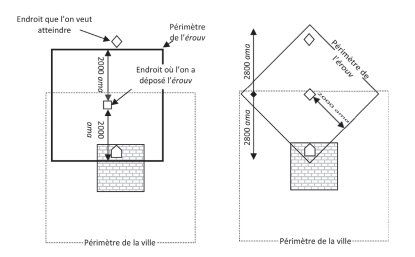 Endroit que l'on veut
atteindre
Périmètre
de l'érouv
2000 ama
Endroit où l'on a
déposé l'érouv
2000
ama
Périmètre de la ville
2800 ama
2800 ama
Périmètre de
l'érouv
2000 ama
Périmètre de la ville